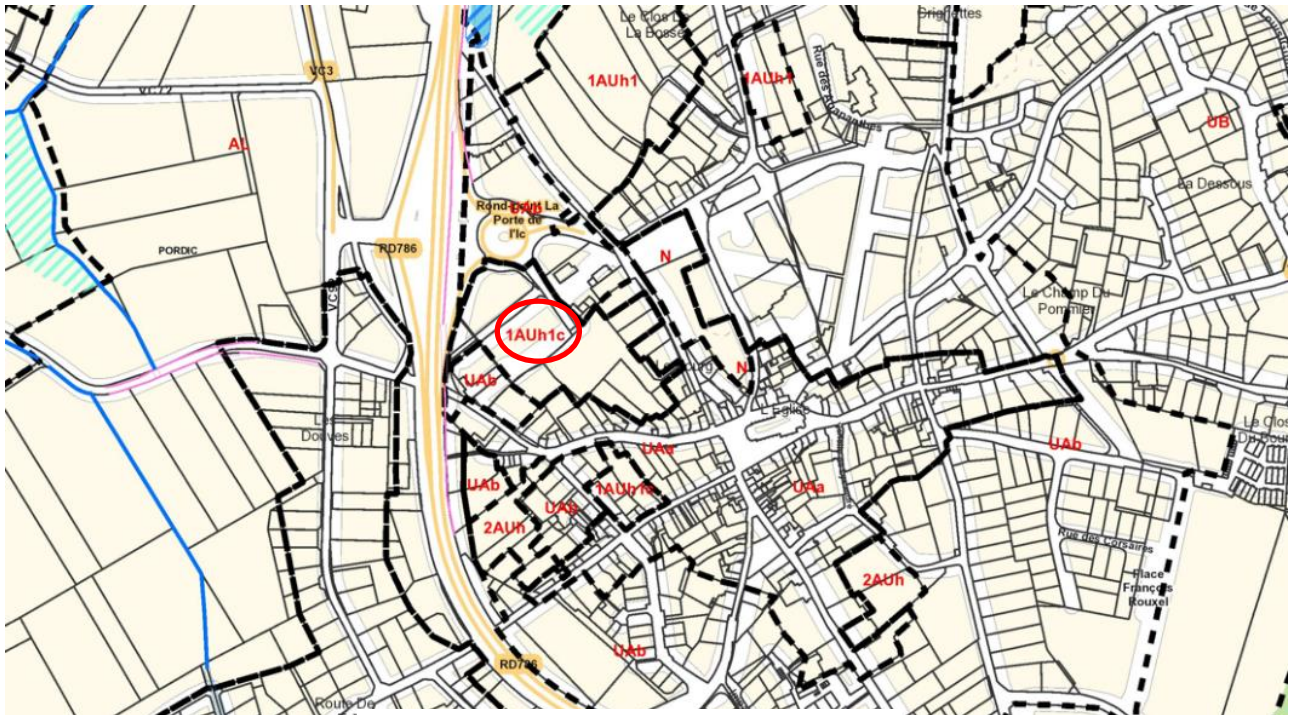 Le Clos De
La Bosse
Brignettes
VC3
VC72
1AUh1
1AUh1
Rue des Agapanthes
UB
AL
La Dessous
Rond-point La
Porte de
l'Ic
UAb
PORDIC
RD786
N
Le Champ Du
Pommier
1AUh1c
UAb
N
L'Eglise
Les
Douves
Le Clos
UAa
UAb
UAb
UAa
UAb
2AUh
Rue des Corsaires
2AUh
Place
François
Rouxel
UAb
RD786
Route De